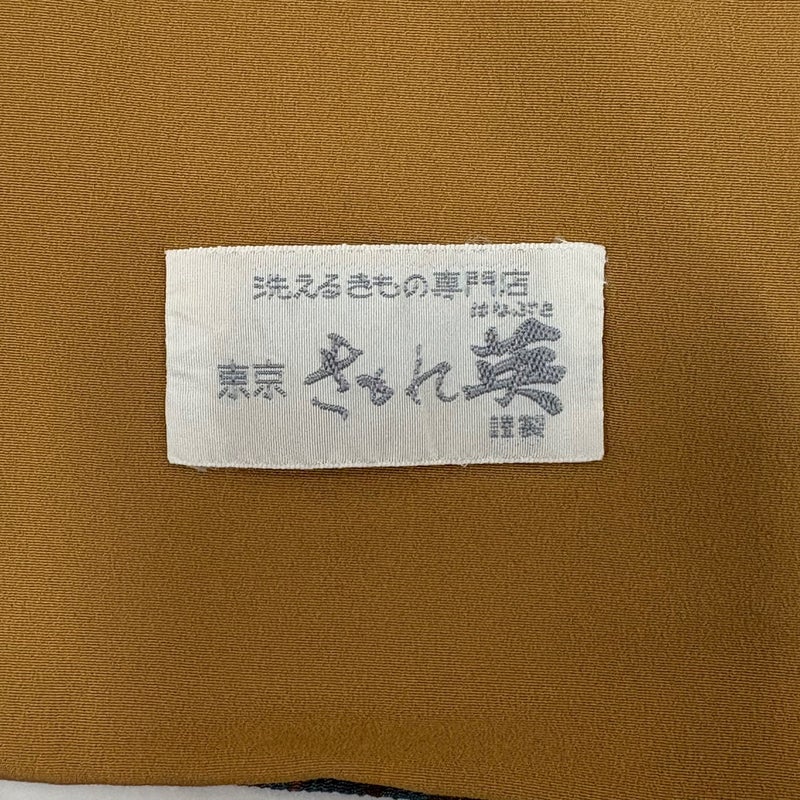 洗えるきもの専門店
はなぶさ
東京 きもれ英
謹製